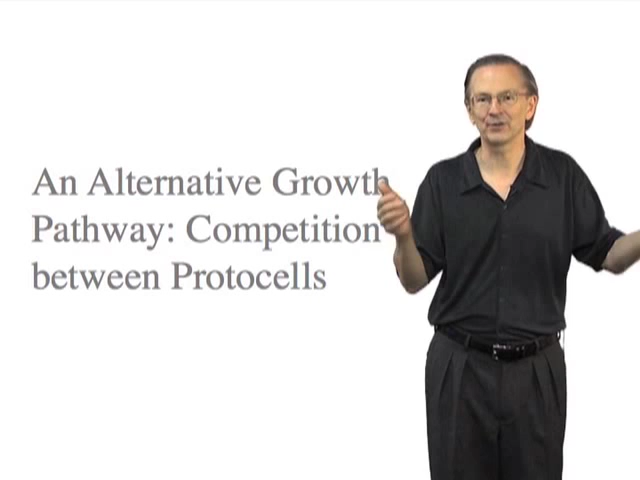 An Alternative Growth
Pathway: Competition
between Protocells